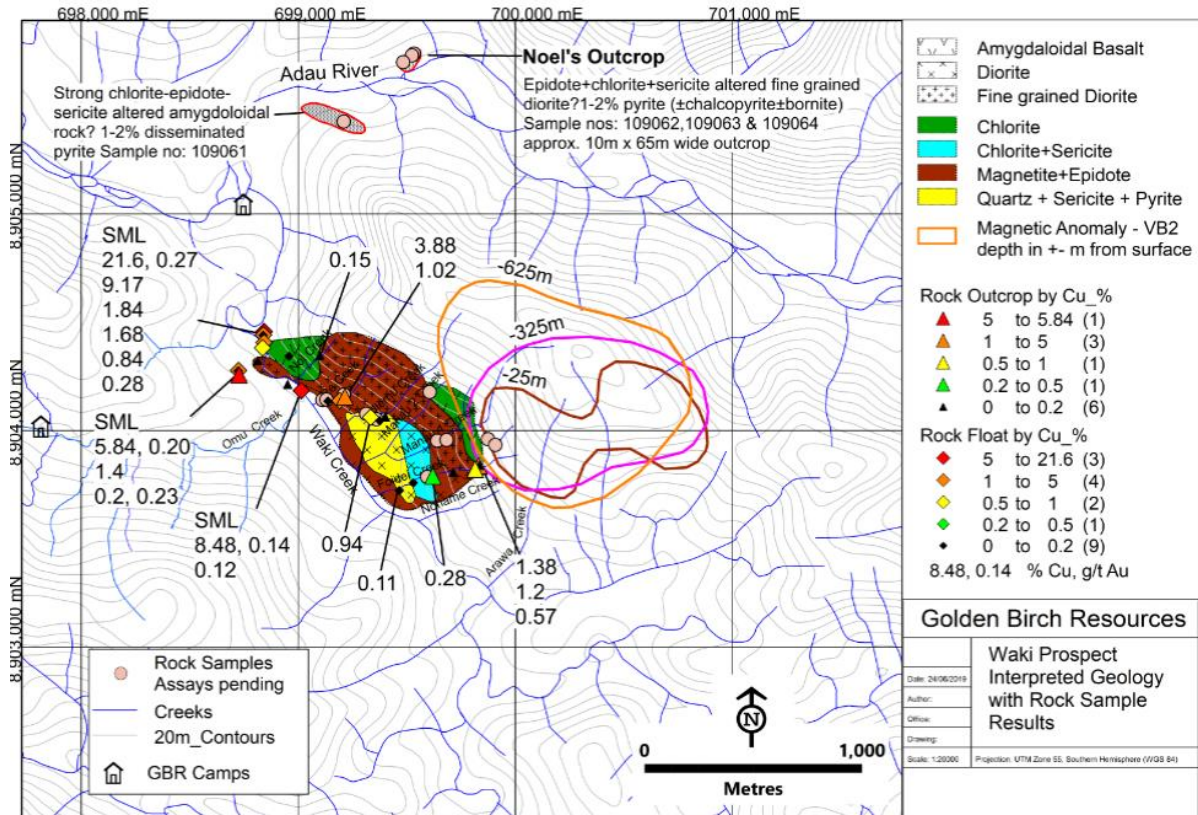 698,000 mE
699,000 mE
700,000 mE
701,000 mE
8,905,000 mN
8,904,000 mN
8,903,000 mN
Adau River
Noel's Outcrop
Epidote+chlorite+sericite altered fine grained
diorite?1-2% pyrite (±chalcopyrite±bornite)
Sample nos: 109062,109063 & 109064
approx. 10m x 65m wide outcrop
Strong chlorite-epidote-
sericite altered amygdoloidal
rock? 1-2% disseminated
pyrite Sample no: 109061
SML
21.6, 0.27
9.17
1.84
1.68
0.84
0.28
0.15
3.88
1.02
-625m
-325m
-25m
SML
5.84, 0.20
1.4
0.2, 0.23
Omu Creek
Waki Creek
Noname Creek
Arawa Creek
SML
8.48, 0.14
0.12
0.94
0.11
0.28
1.38
1.2
0.57
Rock Samples
Assays pending
Creeks
20m_Contours
GBR Camps
N
0
1,000
Metres
Amygdaloidal Basalt
Diorite
Fine grained Diorite
Chlorite
Chlorite+Sericite
Magnetite+Epidote
Quartz + Sericite + Pyrite
Magnetic Anomaly - VB2
depth in +- m from surface
Rock Outcrop by Cu_%
5 to 5.84 (1)
1 to 5 (3)
0.5 to 1 (1)
0.2 to 0.5 (1)
0 to 0.2 (6)
Rock Float by Cu_%
5 to 21.6 (3)
1 to 5 (4)
0.5 to 1 (2)
0.2 to 0.5 (1)
0 to 0.2 (9)
8.48, 0.14 % Cu, g/t Au
Golden Birch Resources
Waki Prospect
Interpreted Geology
with Rock Sample
Results
Date: 24/06/2019
Author:
Office:
Drawing:
Scale: 1:20000
Projection: UTM Zone 55, Southern Hemisphere (WGS 84)